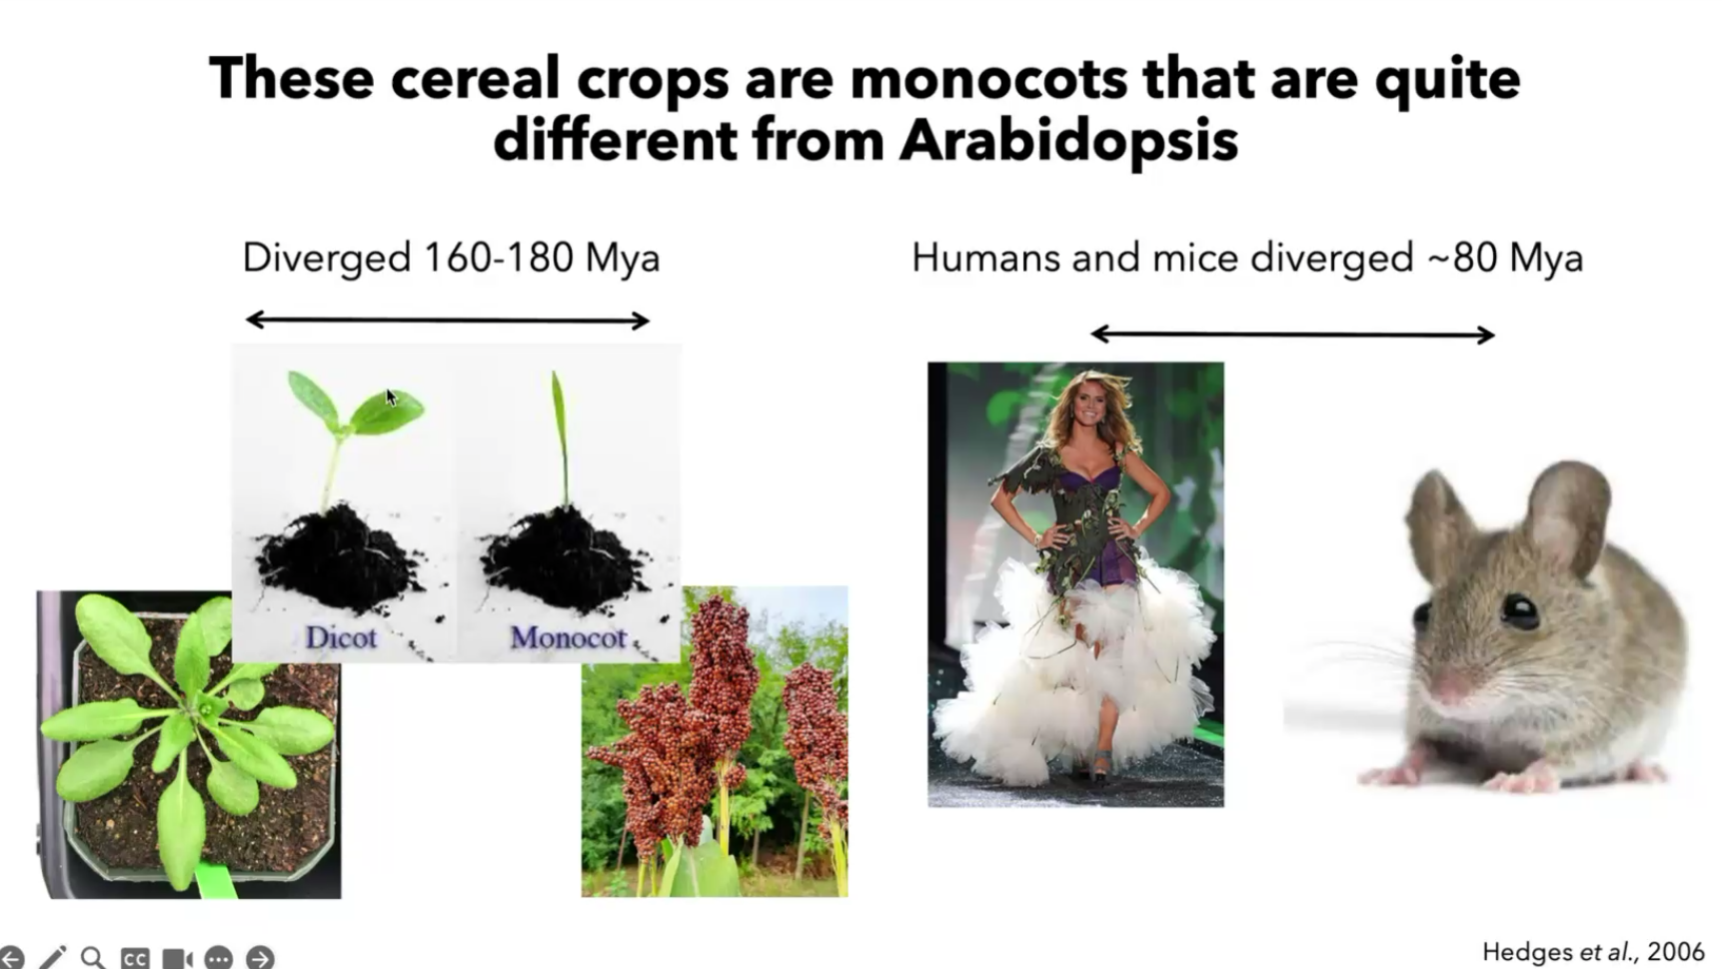 These cereal crops are monocots that are quite
different from Arabidopsis
Diverged 160-180 Mya
Humans and mice diverged ~80 Mya
Dicot
Monocot
CC
Hedges et al., 2006